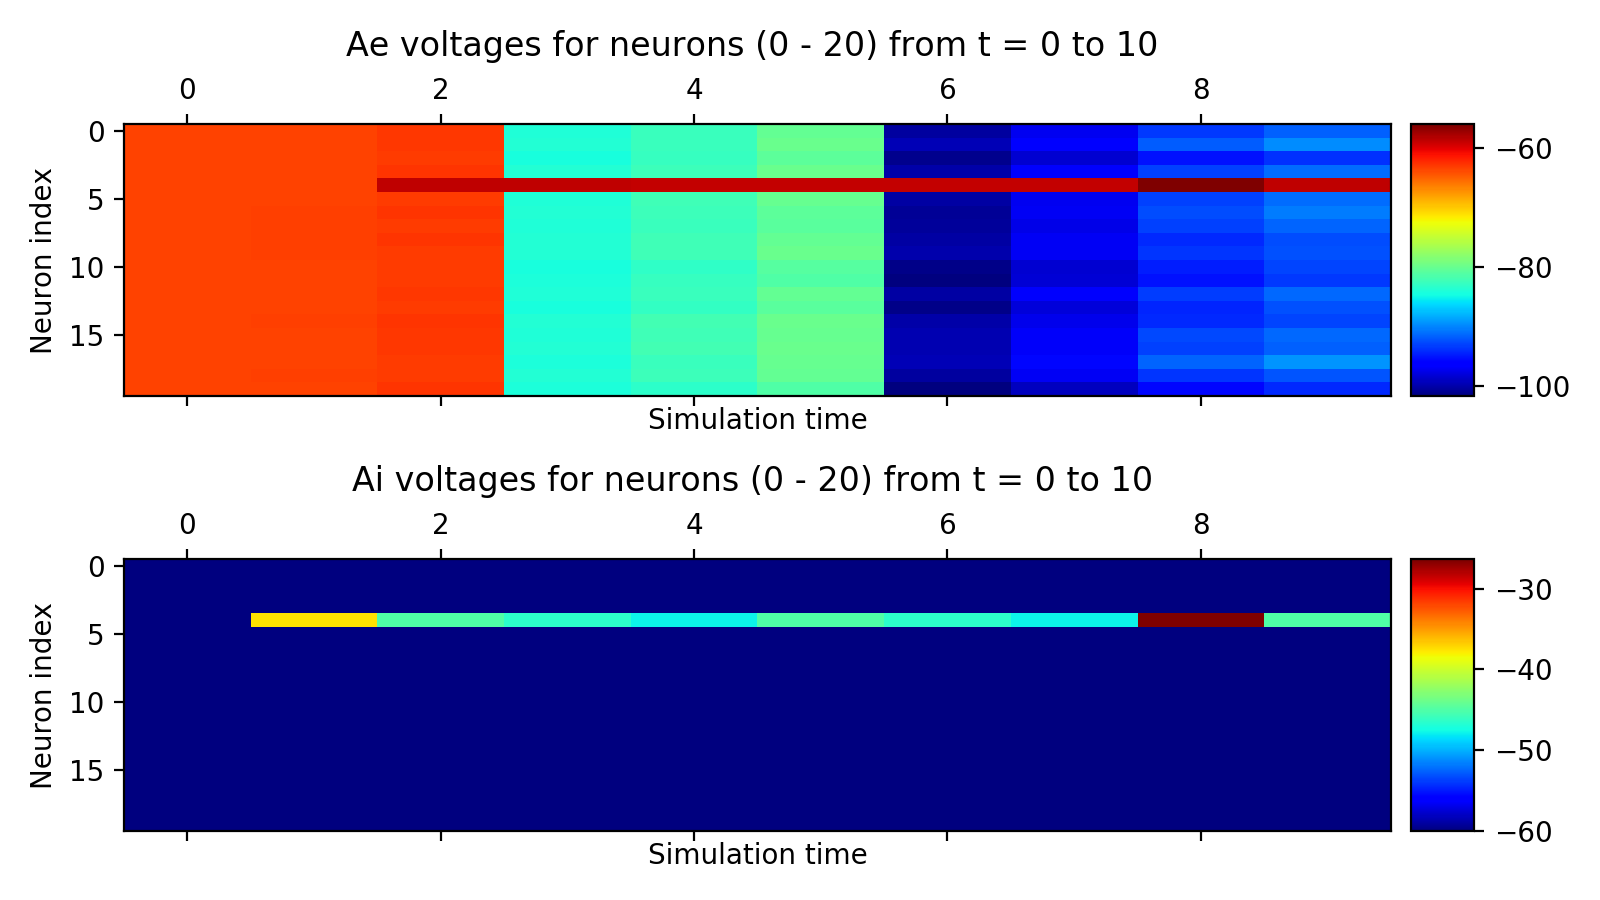 Ae voltages for neurons (0 - 20) from t = 0 to 10
0 2 4 6 8
Neuron index
0
5
10
15
−60
−80
−100
Simulation time
Ai voltages for neurons (0 - 20) from t = 0 to 10
0 2 4 6 8
Neuron index
0
5
10
15
−30
−40
−50
−60
Simulation time